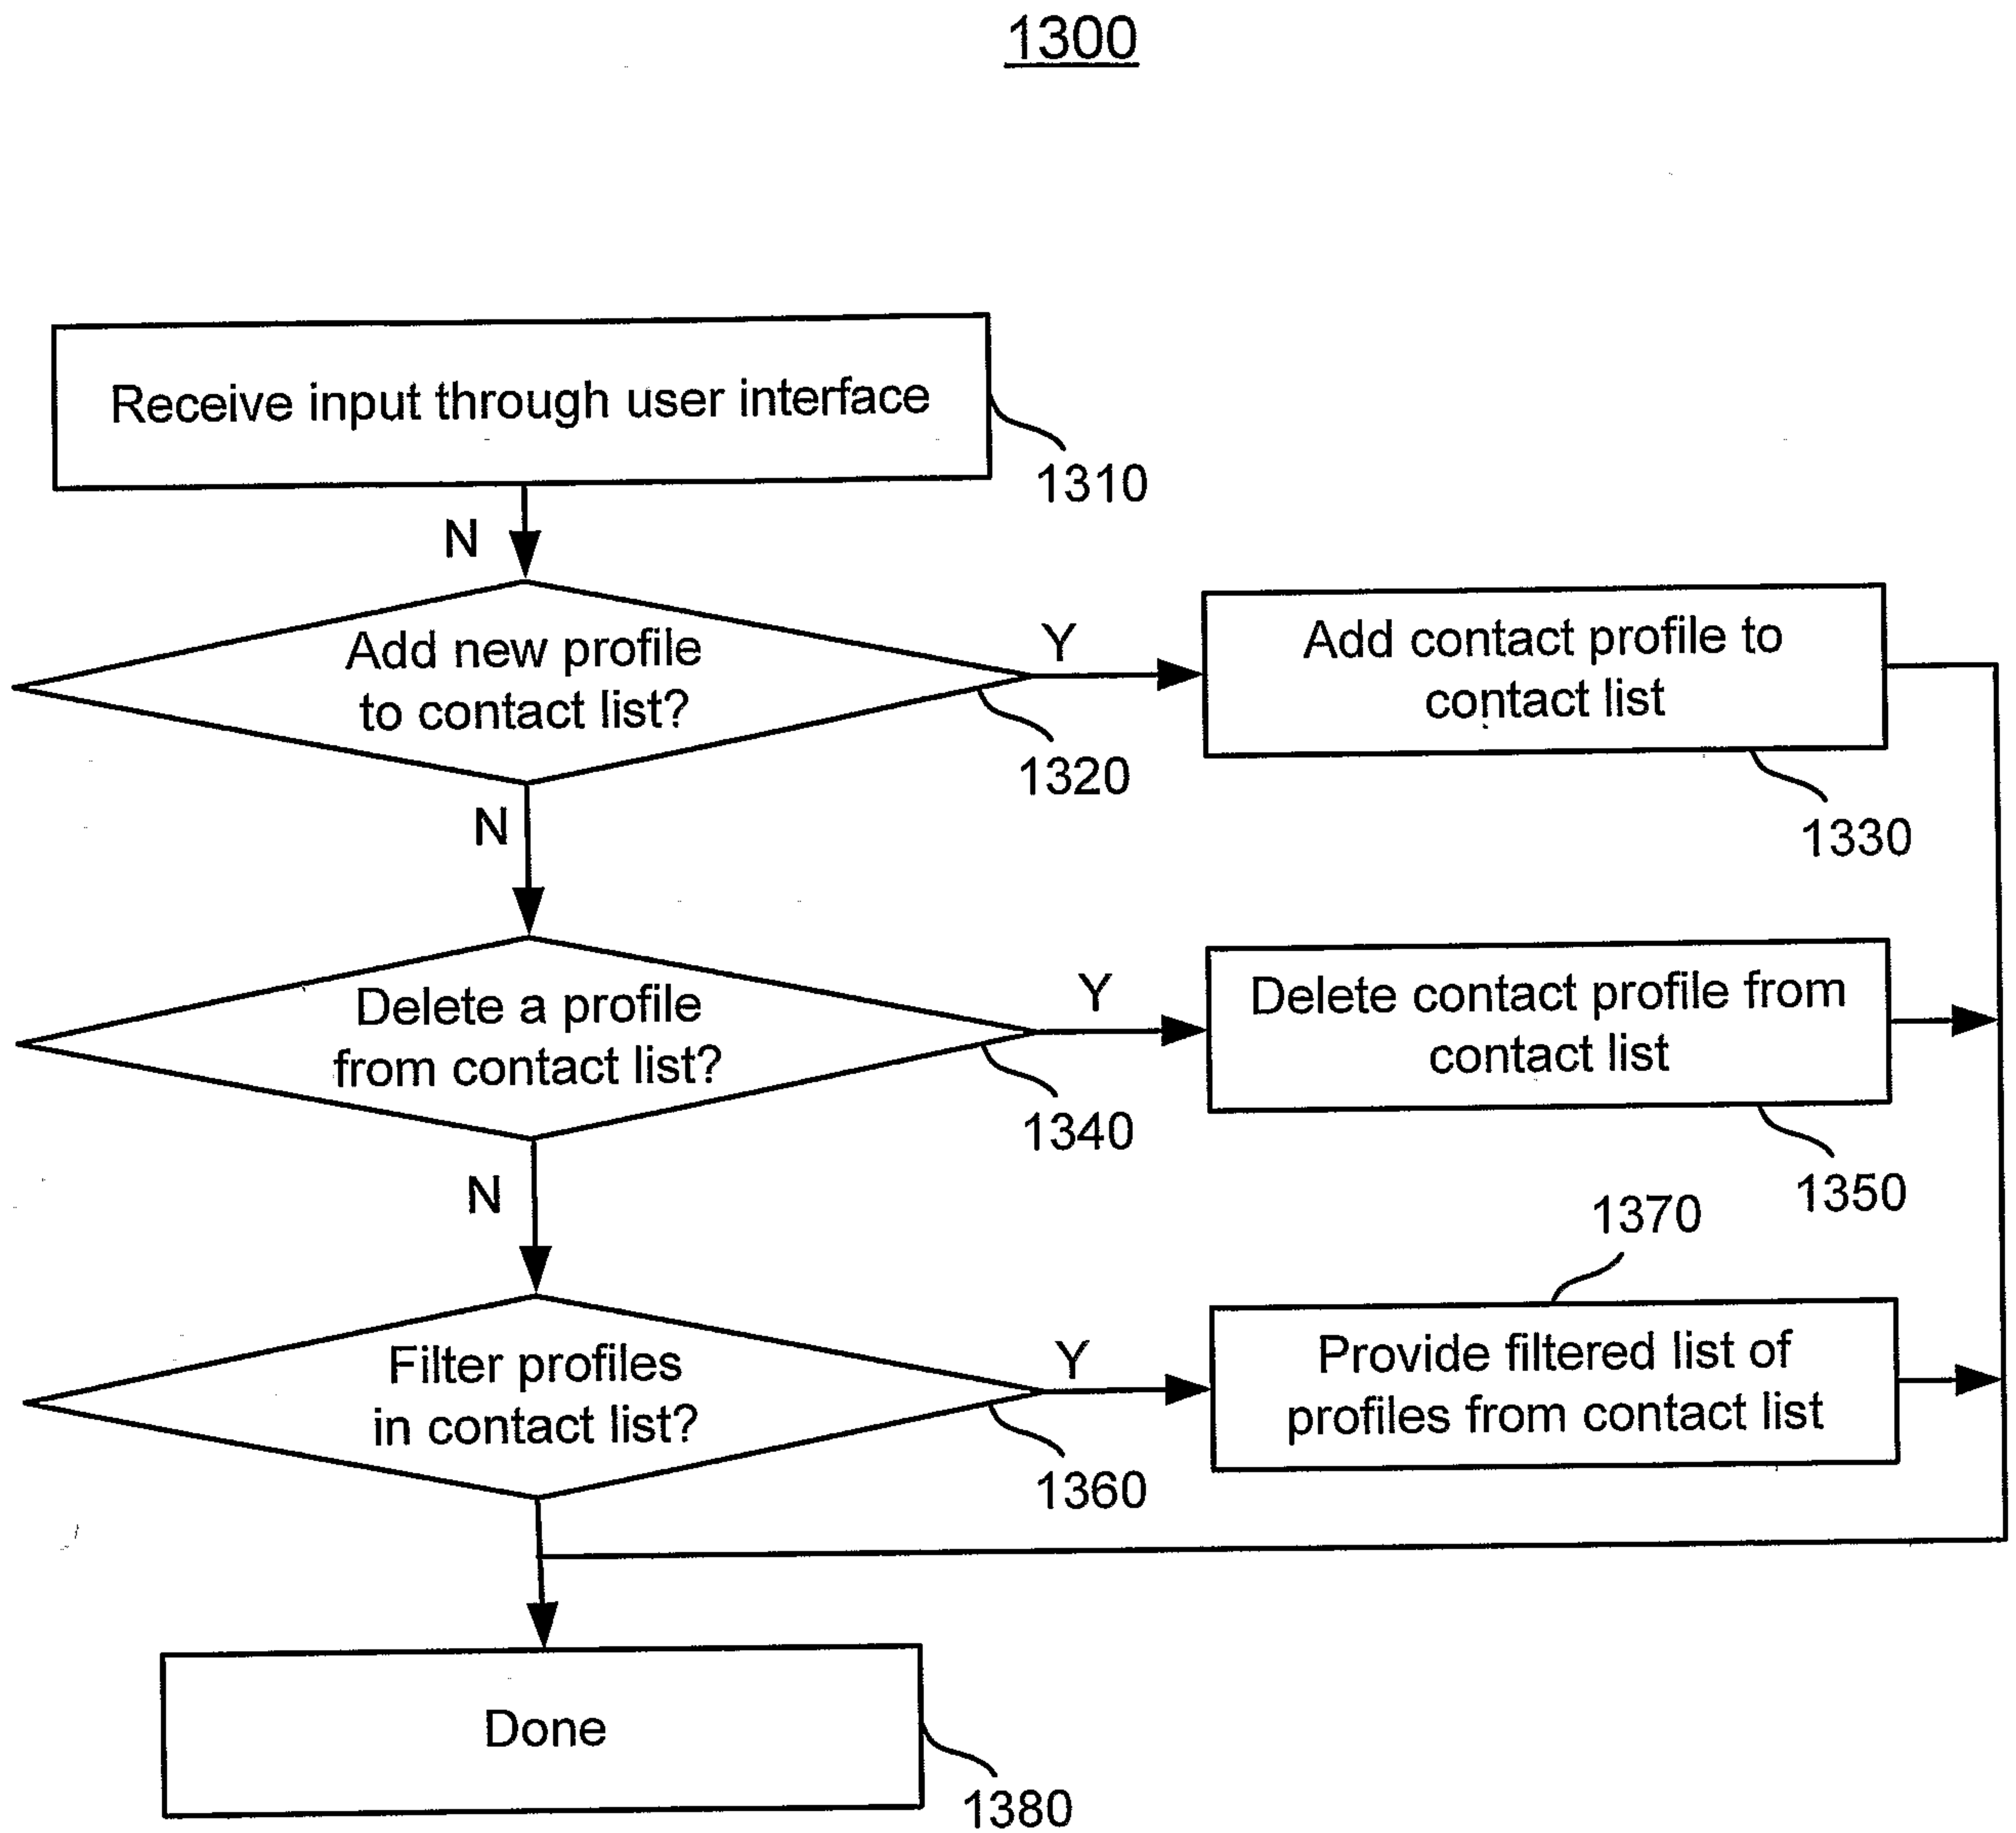 1300
Receive input through user interface
1310
N
Add new profile
to contact list?
Y
1320
Add contact profile to
contact list
1330
N
Delete a profile
from contact list?
Y
1340
Delete contact profile from
contact list
1350
N
1370
Filter profiles
in contact list?
Y
1360
Provide filtered list of
profiles from contact list
Done
1380